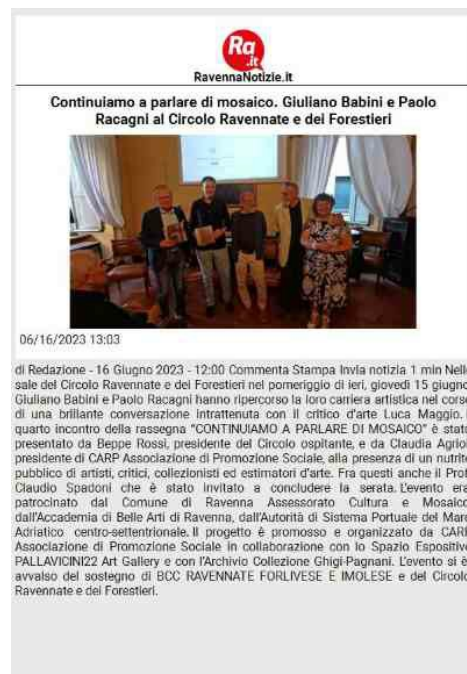 Ra
.it
RavennaNotizie.it
Continuiamo a parlare di mosaico. Giuliano Babini e Paolo
Racagni al Circolo Ravennate e dei Forestieri
06/16/2023 13:03
di Redazione - 16 Giugno 2023 - 12:00 Commenta Stampa Invia notizia 1 min Nelle
sale del Circolo Ravennate e dei Forestieri nel pomeriggio di ieri, giovedì 15 giugno
Giuliano Babini e Paolo Racagni hanno ripercorso la loro carriera artistica nel corso
di una brillante conversazione intrattenuta con il critico d'arte Luca Maggio.
quarto incontro della rassegna "CONTINUIAMO A PARLARE DI MOSAICO" è stato
presentato da Beppe Rossi, presidente del Circolo ospitante, e da Claudia Agrioli
presidente di CARP Associazione di Promozione Sociale, alla presenza di un nutrito
pubblico di artisti, critici, collezionisti ed estimatori d'arte. Fra questi anche il Prof
Claudio Spadoni che è stato invitato a concludere la serata. L'evento era
patrocinato dal Comune di Ravenna Assessorato Cultura e Mosaico
dall'Accademia di Belle Arti di Ravenna, dall'Autorità di Sistema Portuale del Mare
Adriatico centro-settentrionale. Il progetto è promosso e organizzato da CARP
Associazione di Promozione Sociale in collaborazione con lo Spazio Espositivo
PALLAVICINI22 Art Gallery e con l'Archivio Collezione Ghigi-Pagnani. L'evento si è
avvalso del sostegno di BCC RAVENNATE FORLIVESE E IMOLESE e del Circolo
Ravennate e dei Forestieri.